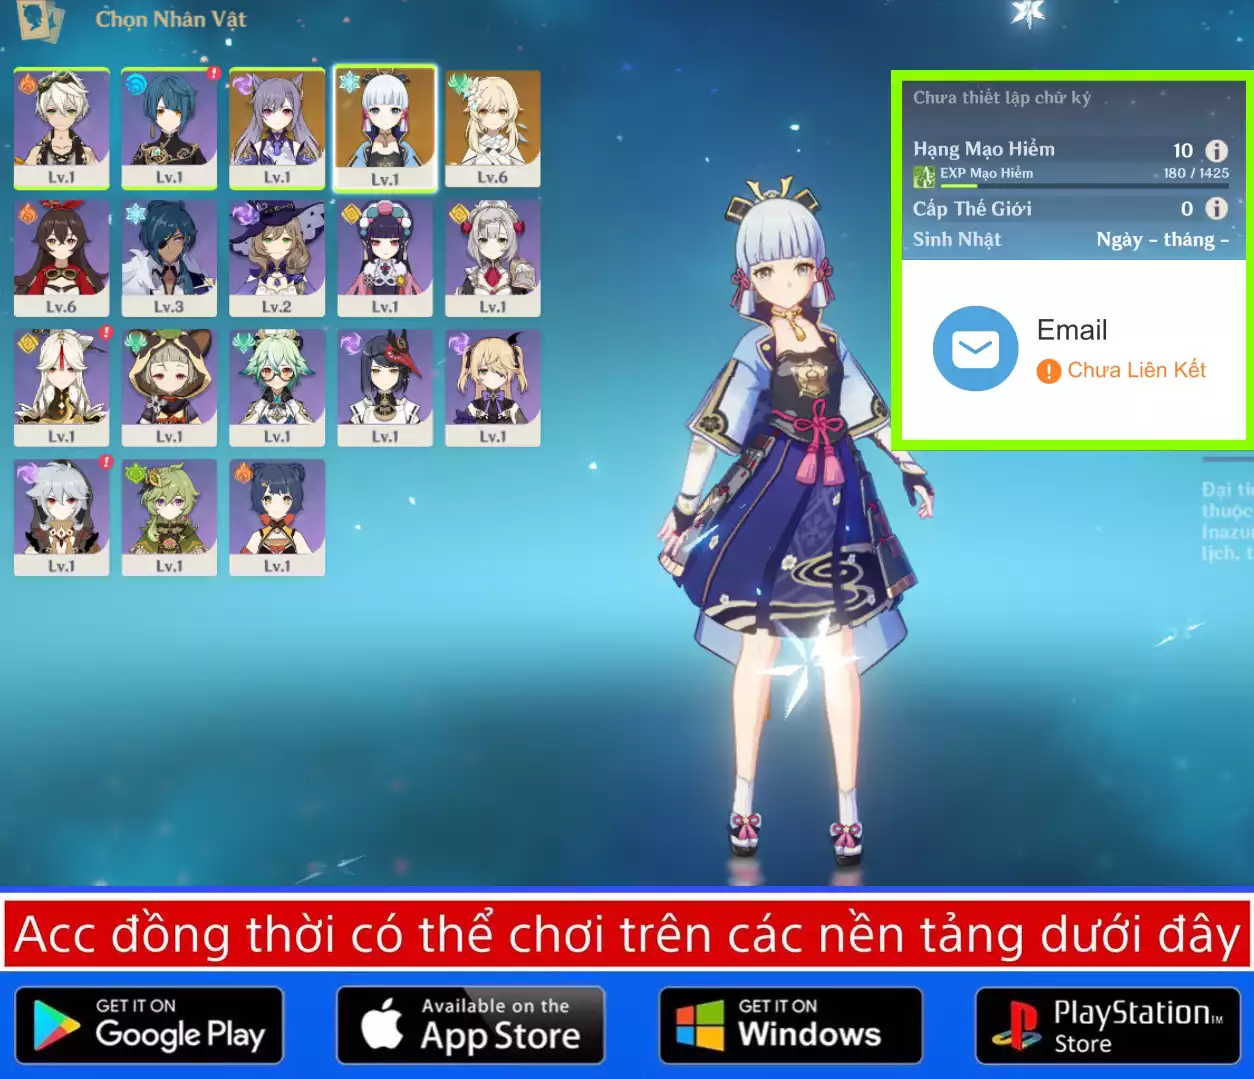 Chọn Nhân Vật
Lv.1
Lv.1
Lv.1
Lv.1
Lv.6
Lv.6
Lv.3
Lv.2
Lv.1
Lv.1
Lv.1
Lv.1
Lv.1
Lv.1
Lv.1
Lv.1
Lv.1
Lv.1
Chưa thiết lập chữ ký
Hạng Mạo Hiểm 10
EXP Mạo Hiểm 180 / 1425
Cấp Thế Giới 0
Sinh Nhật Ngày - tháng -
Email
Chưa Liên Kết
Đại
thuộc
lịch,
Acc đồng thời có thể chơi trên các nền tảng dưới đây
GET IT ON
Google Play
Available on the
App Store
GET IT ON
Windows
PlayStation™
Store